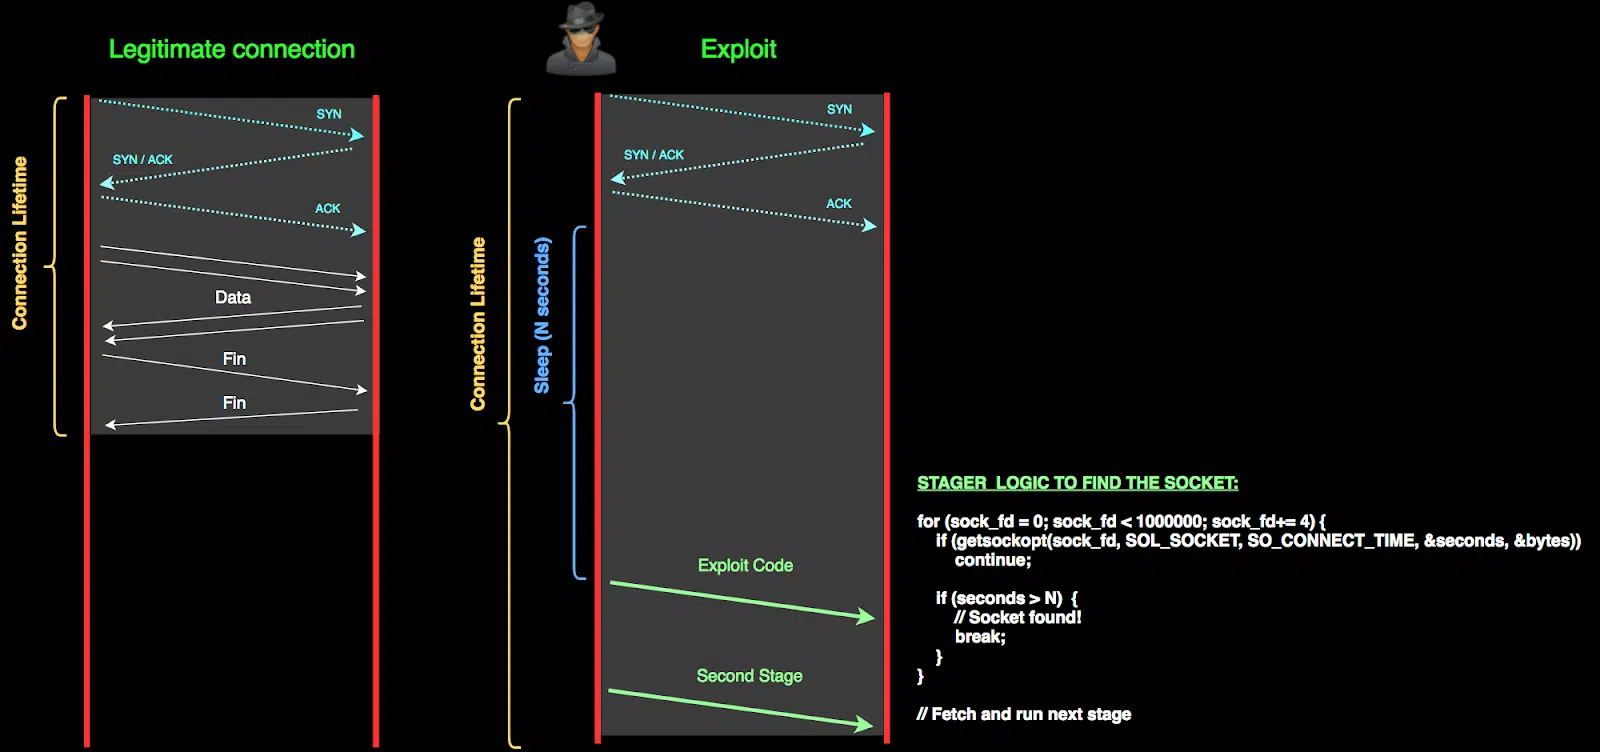 Legitimate connection
Connection Lifetime
SYN
SYN / ACK
ACK
Data
Fin
Fin
Exploit
Connection Lifetime
Sleep (N seconds)
SYN
SYN / ACK
ACK
Exploit Code
Second Stage
STAGER LOGIC TO FIND THE SOCKET:
for (sock_fd = 0; sock_fd < 1000000; sock_fd+= 4) {
if (getsockopt(sock_fd, SOL_SOCKET, SO_CONNECT_TIME, &seconds, &bytes))
continue;
if (seconds > N) {
// Socket found!
break;
}
}
// Fetch and run next stage